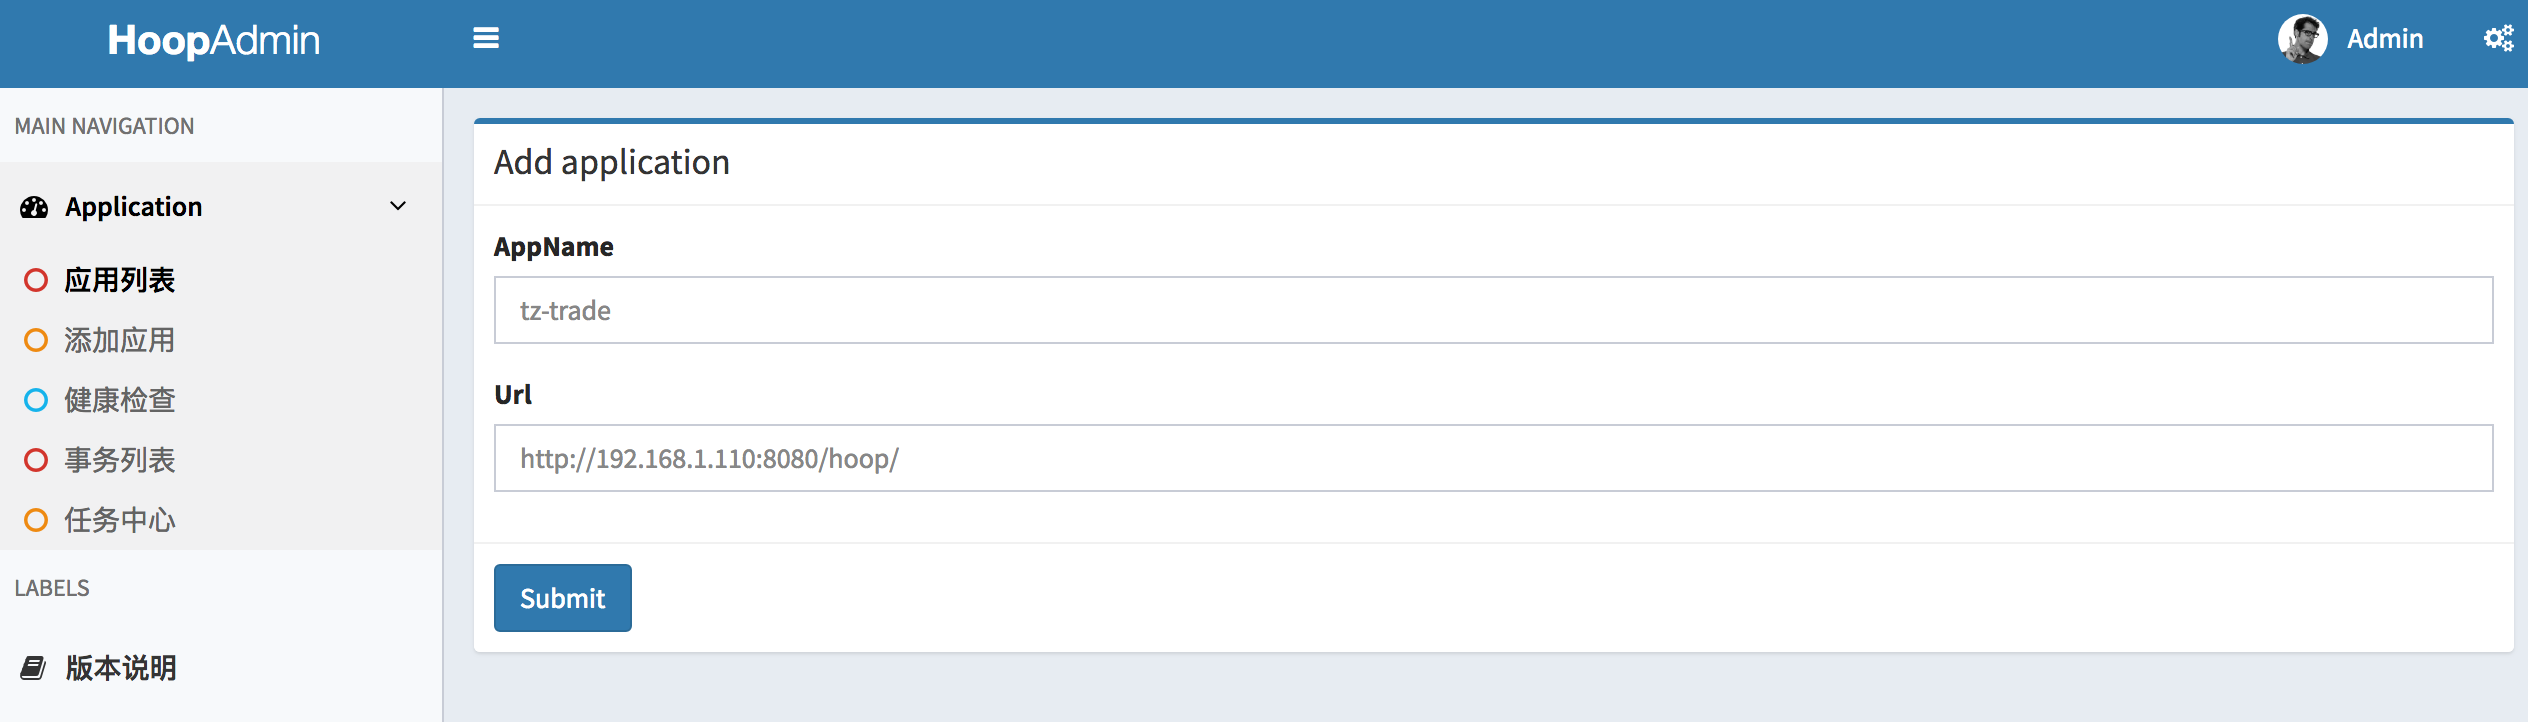 HoopAdmin
Admin
MAIN NAVIGATION
Application
应用列表
添加应用
健康检查
事务列表
任务中心
LABELS
版本说明
Add application
AppName
tz-trade
Url
http://192.168.1.110:8080/hoop/
Submit